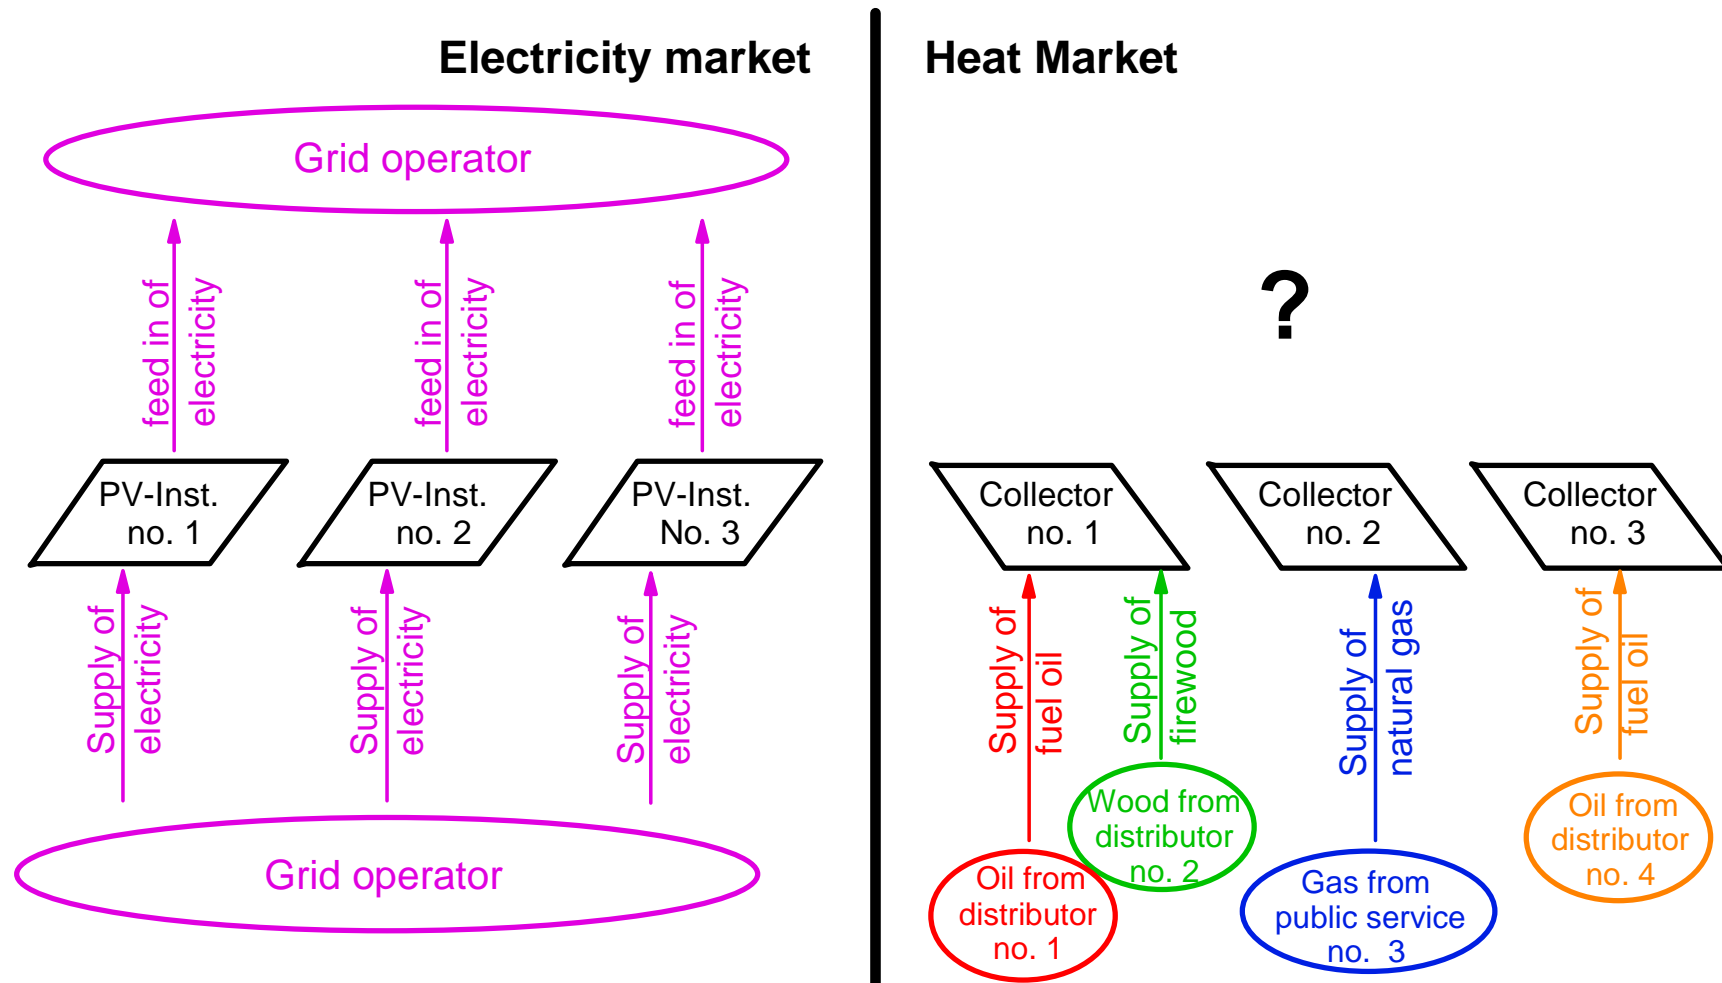 Electricity market
Grid operator
feed in of
electricity
feed in of
electricity
feed in of
electricity
PV-Inst.
no. 1
PV-Inst.
no. 2
PV-Inst.
No. 3
Supply of
electricity
Supply of
electricity
Supply of
electricity
Grid operator
Heat Market
?
Collector
no. 1
Collector
no. 2
Collector
no. 3
Supply of
fuel oil
Supply of
firewood
Supply of
natural gas
Supply of
fuel oil
Oil from
distributor
no. 1
Wood from
distributor
no. 2
Gas from
public service
no. 3
Oil from
distributor
no. 4